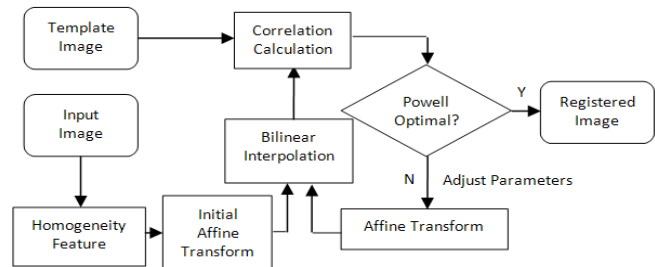 Template
Image
Correlation
Calculation
Input
Image
Powell
Optimal?
Y
Registered
Image
Bilinear
Interpolation
N
Adjust Parameters
Homogeneity
Feature
Initial
Affine
Transform
Affine Transform